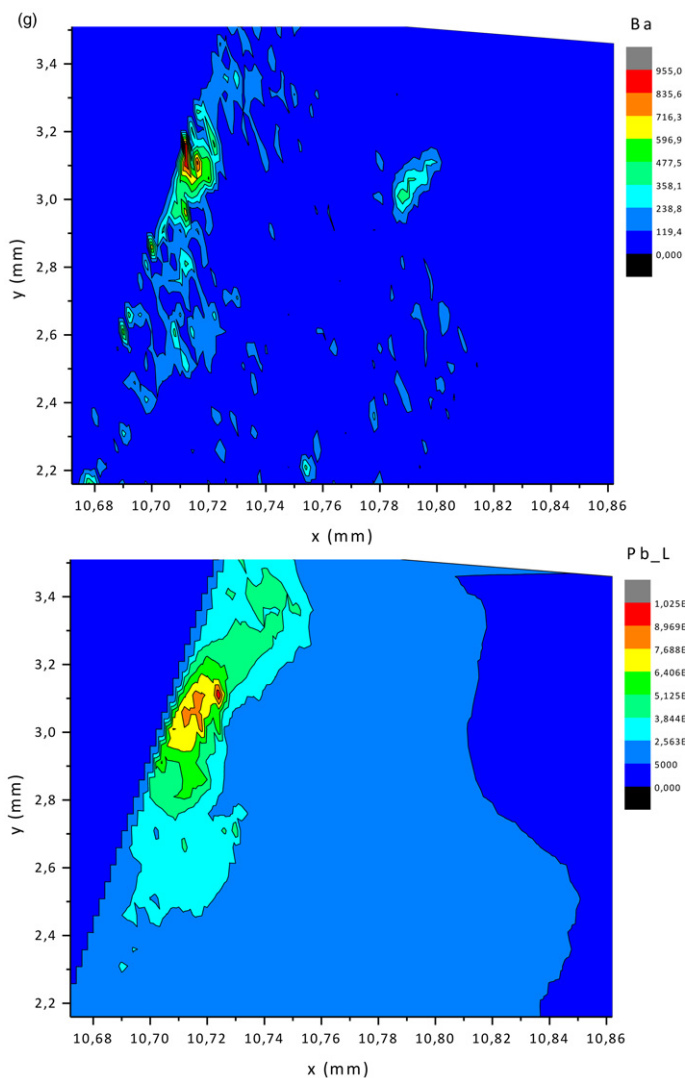 (g)
Ba
955,0
835,6
716,3
596,9
477,5
358,1
238,8
119,4
0,000
y (mm)
3,4
3,2
3,0
2,8
2,6
2,4
2,2
10,68 10,70 10,72 10,74 10,76 10,78 10,80 10,82 10,84 10,86
x (mm)
Pb_L
1,025E
8,969E
7,688E
6,406E
5,125E
3,844E
2,563E
5000
0,000
y (mm)
3,4
3,2
3,0
2,8
2,6
2,4
2,2
10,68 10,70 10,72 10,74 10,76 10,78 10,80 10,82 10,84 10,86
x (mm)